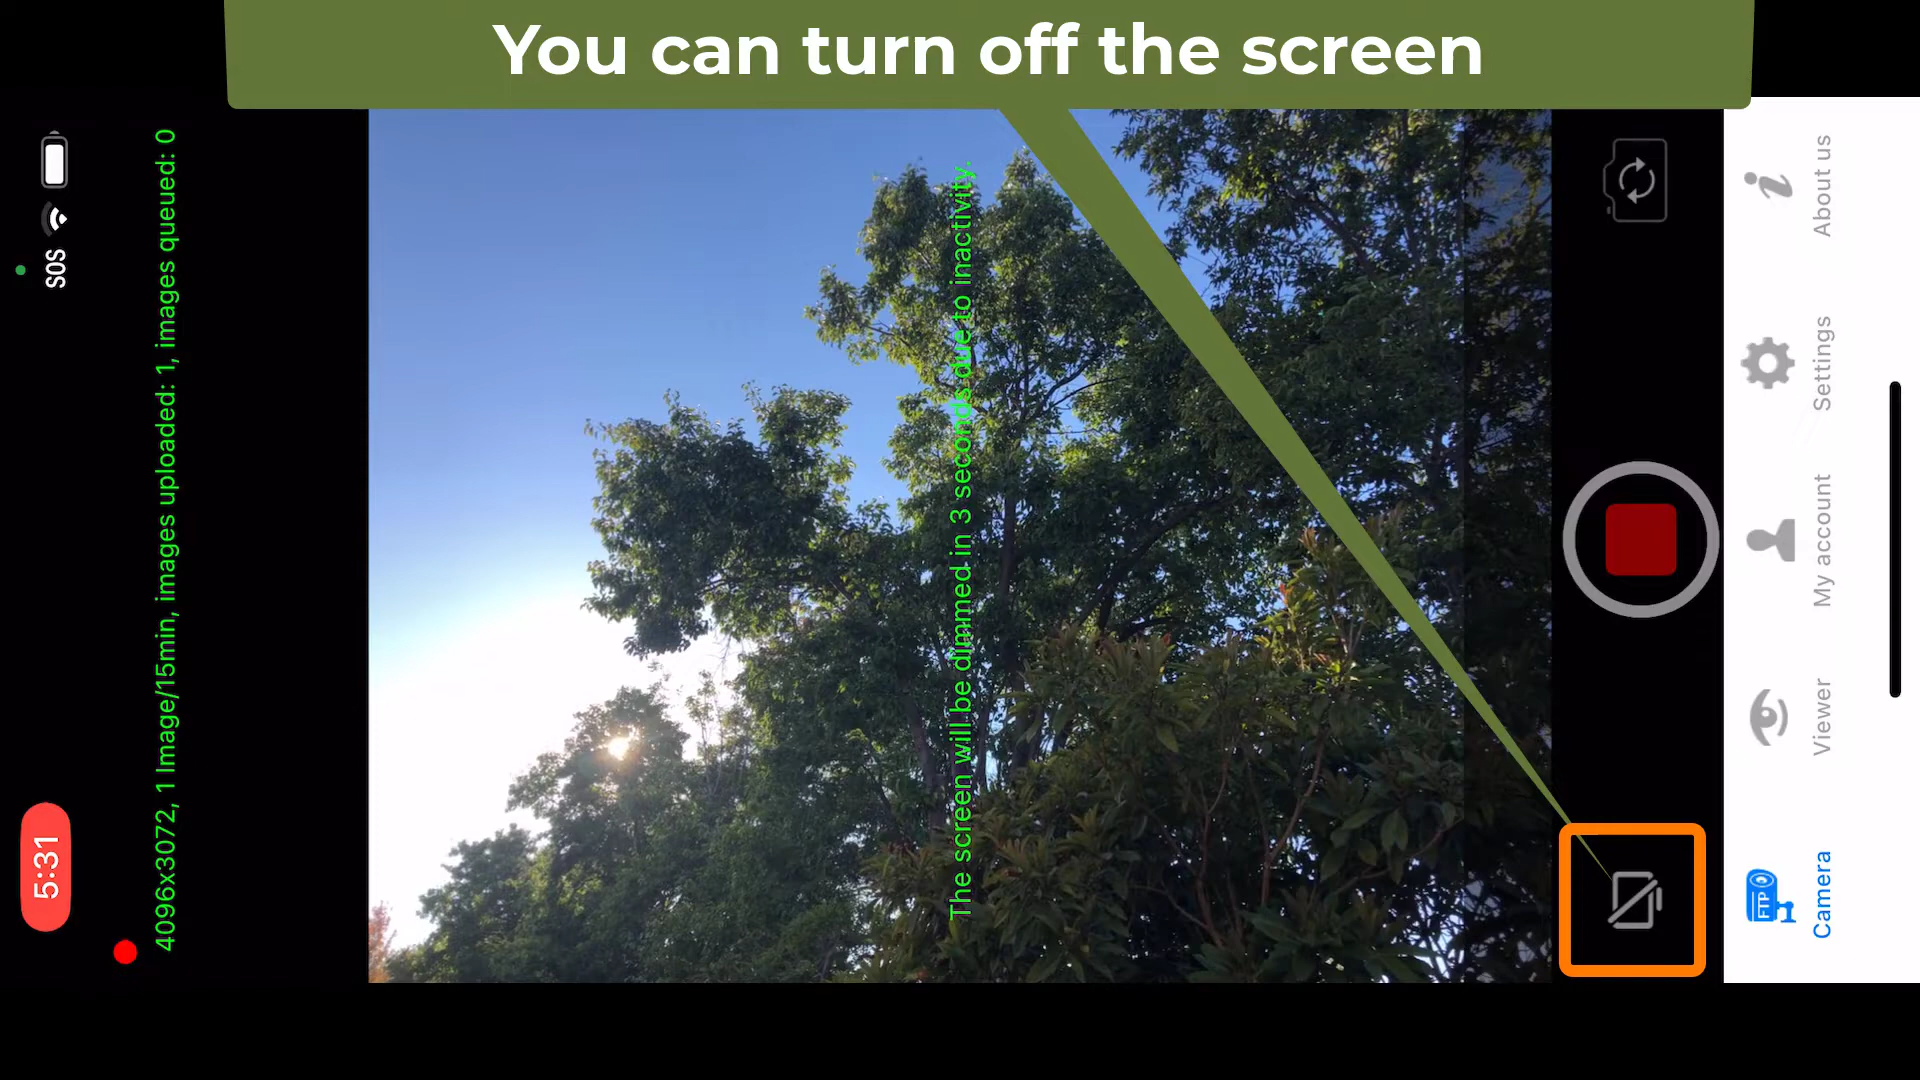 You can turn off the screen
SOS
5:31
4096x3072, 1 Image/15min, images uploaded: 1, images queued: 0
The screen will be dimmed in 3 seconds due to inactivity.
FTP
Camera
Viewer
My account
Settings
About us